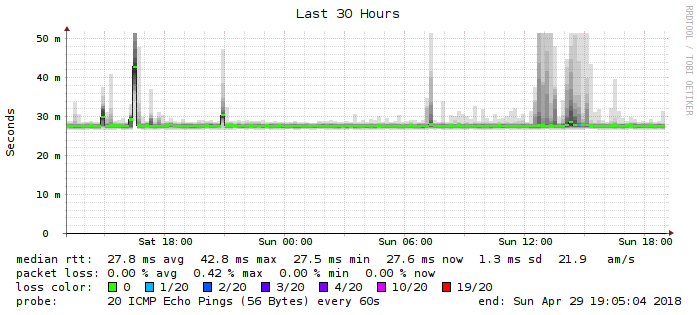 Last 30 Hours
RRDTOOL / TOBI OETIKER
Seconds
50 m
40 m
30 m
20 m
10 m
0
Sat 18:00 Sun 00:00 Sun 06:00 Sun 12:00 Sun 18:00
median rtt: 27.8 ms avg 42.8 ms max 27.5 ms min 27.6 ms now 1.3 ms sd 21.9 am/s
packet loss: 0.00 % avg 0.42 % max 0.00 % min 0.00 % now
loss color: 0 1/20 2/20 3/20 4/20 10/20 19/20
probe: 20 ICMP Echo Pings (56 Bytes) every 60s end: Sun Apr 29 19:05:04 2018